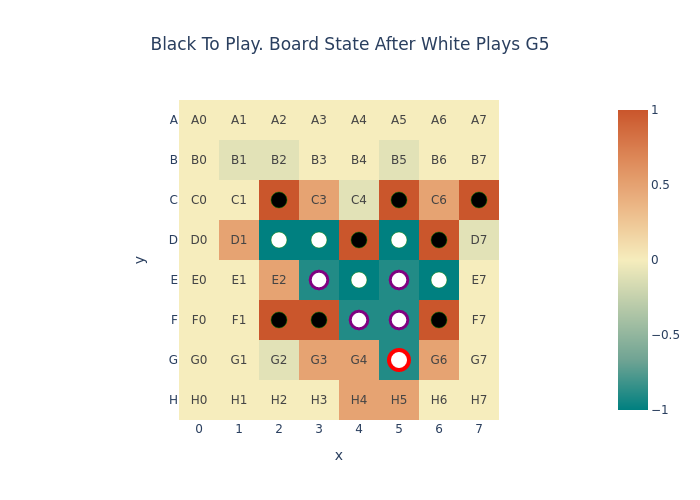 Black To Play. Board State After White Plays G5
A A0 A1 A2 A3 A4 A5 A6 A7
B B0 B1 B2 B3 B4 B5 B6 B7
C C0 C1 C3 C4 C6
D D0 D1 D7
E E0 E1 E2 E7
F F0 F1 F7
G G0 G1 G2 G3 G4 G6 G7
H H0 H1 H2 H3 H4 H5 H6 H7
0 1 2 3 4 5 6 7
x
y
1
0.5
0
−0.5
−1